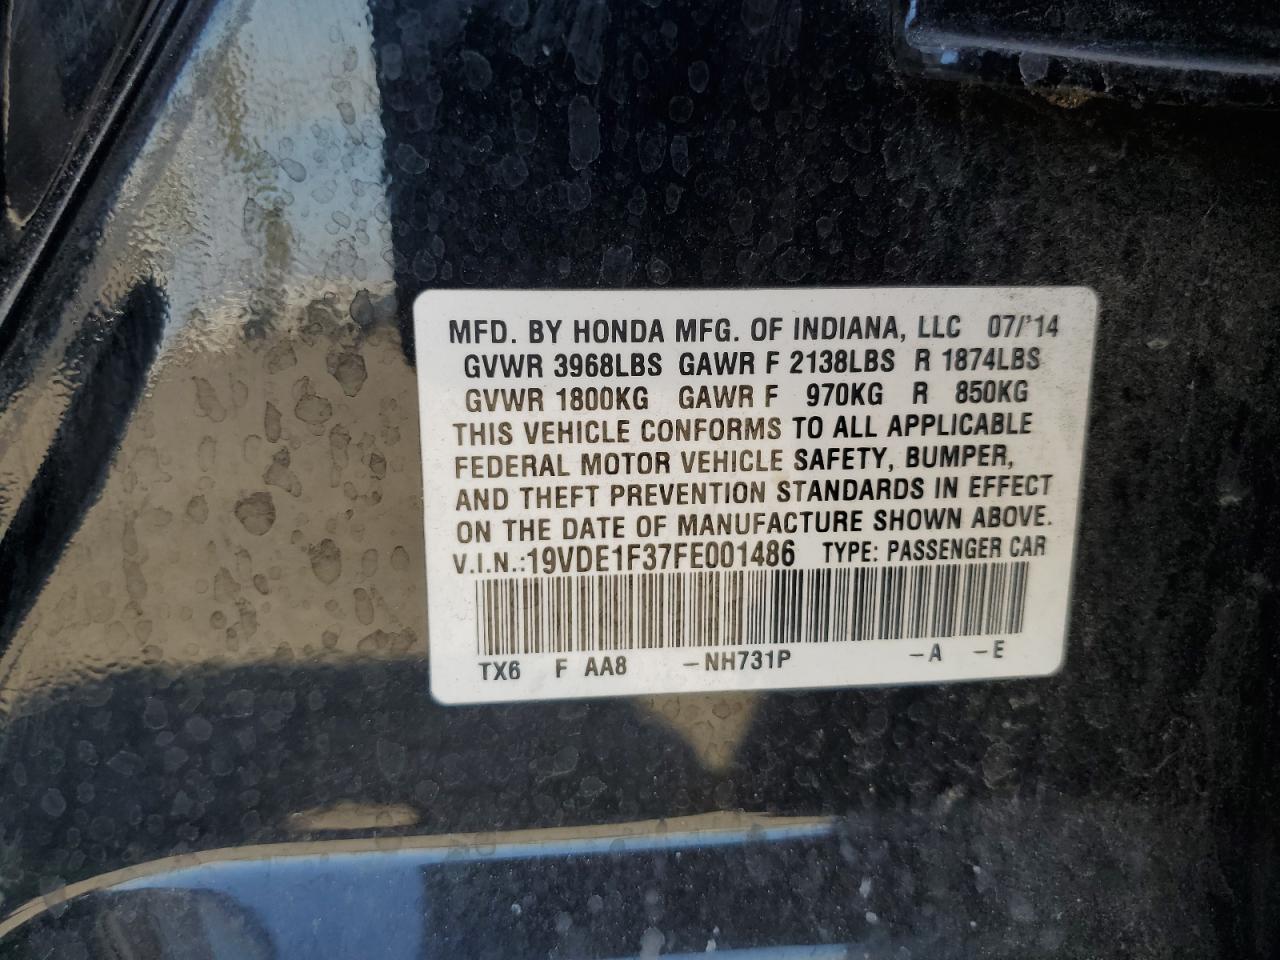 MFD. BY HONDA MFG. OF INDIANA, LLC 07/'14
GVWR 3968LBS GAWR F 2138LBS R 1874LBS
GVWR 1800KG GAWR F 970KG R 850KG
THIS VEHICLE CONFORMS TO ALL APPLICABLE
FEDERAL MOTOR VEHICLE SAFETY, BUMPER,
AND THEFT PREVENTION STANDARDS IN EFFECT
ON THE DATE OF MANUFACTURE SHOWN ABOVE.
V.I.N.:19VDE1F37FE001486 TYPE: PASSENGER CAR
TX6 F AA8 -NH731P -A -E